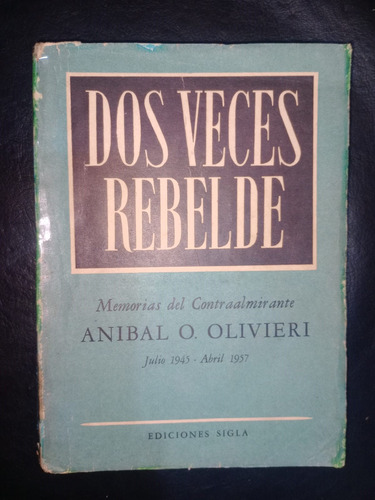 DOS VECES
REBELDE
Memorias del Contraalmirante
ANIBAL O. OLIVIERI
Julio 1945 - Abril 1957
EDICIONES SIGLA